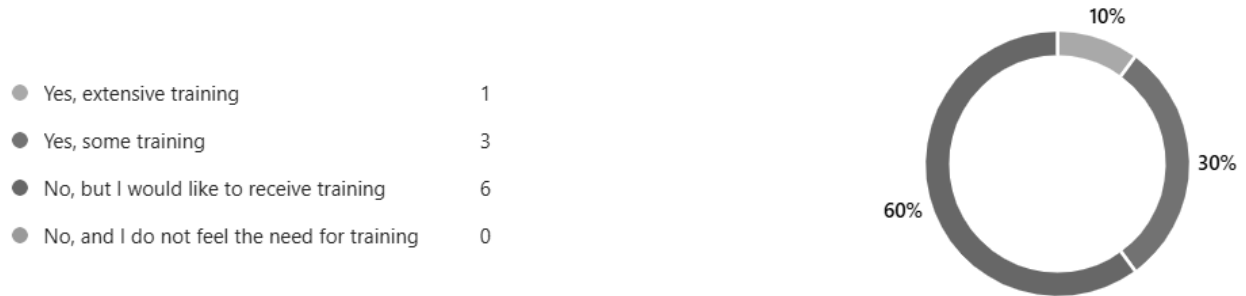 10%
Yes, extensive training 1
Yes, some training 3
30%
No, but I would like to receive training 6
60%
No, and I do not feel the need for training 0